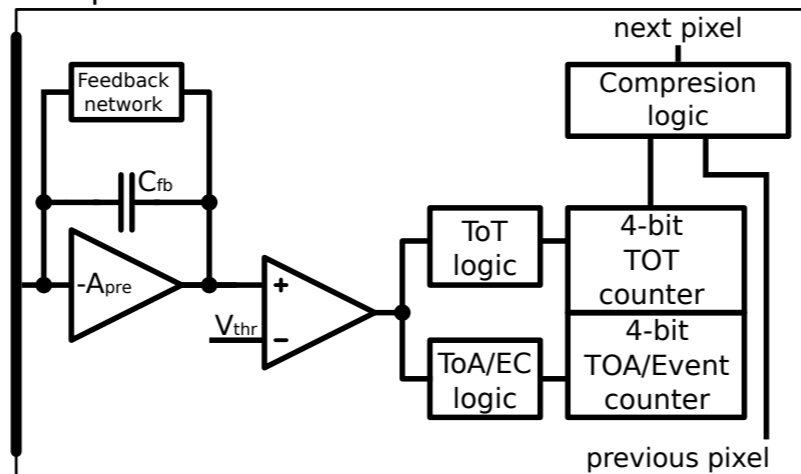 next pixel
Feedback
network
Compresion
logic
Cfb
4-bit
TOT
counter
ToT
logic
-Apre
+
Vthr
-
4-bit
TOA/Event
counter
ToA/EC
logic
previous pixel